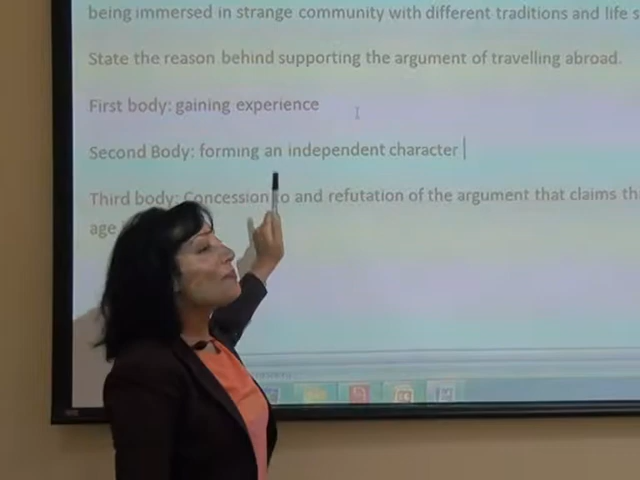 being immersed in strange community with different traditions and life s
State the reason behind supporting the argument of travelling abroad.
First body: gaining experience
Second Body: forming an independent character
Third body: Concession to and refutation of the argument that claims th
age